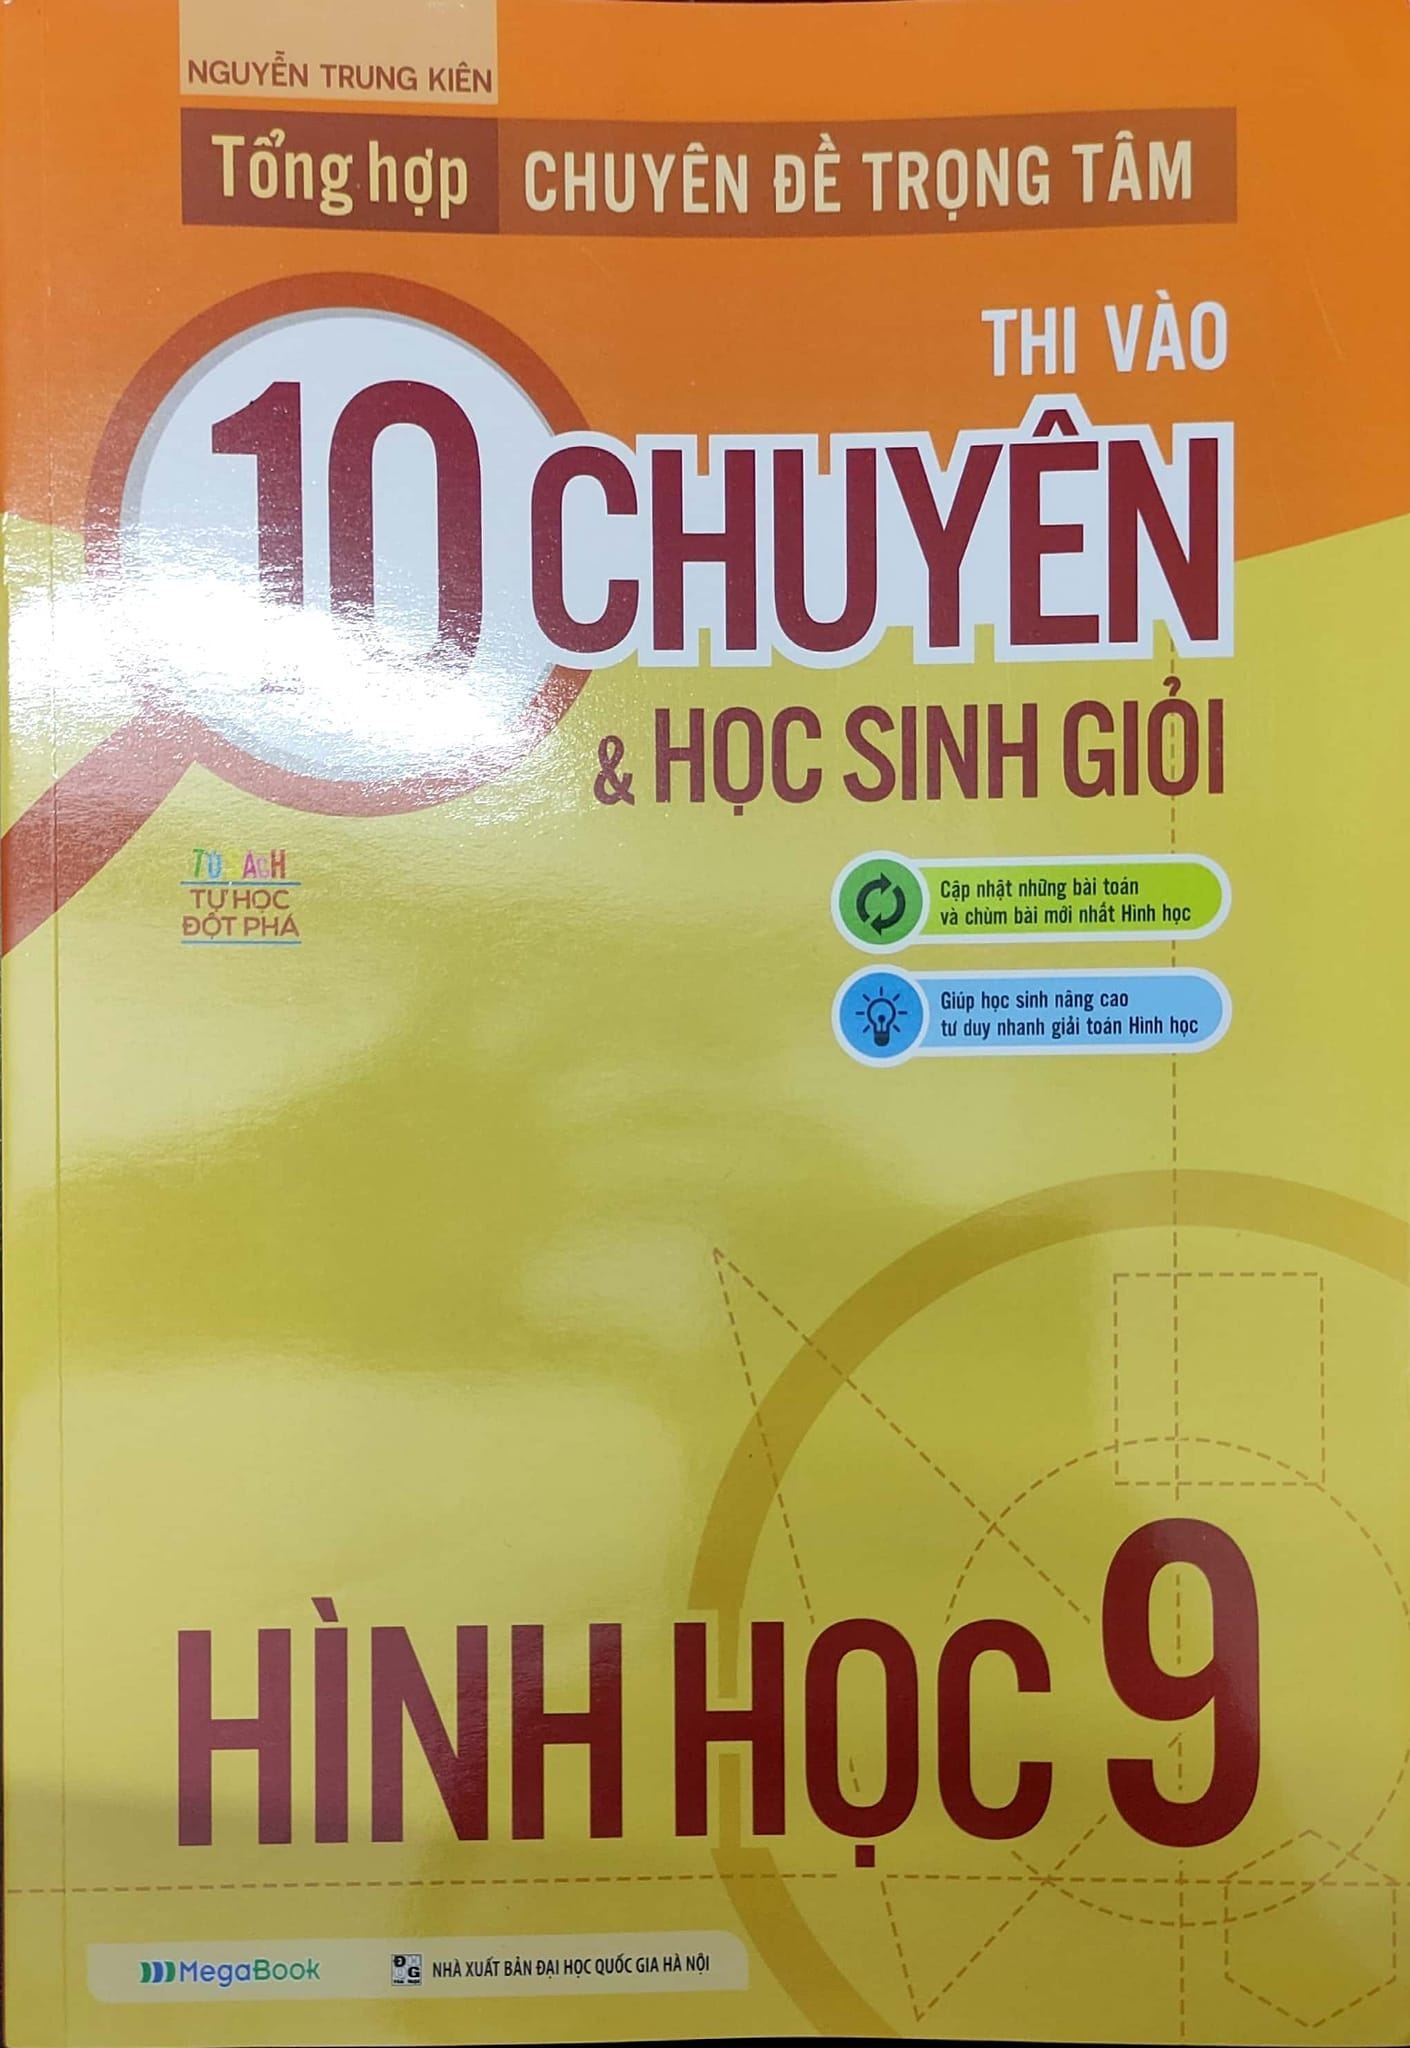 NGUYỄN TRUNG KIÊN
Tổng hợp CHUYÊN ĐỀ TRỌNG TÂM
THI VÀO
10 CHUYÊN
& HỌC SINH GIỎI
TỦ SÁCH
TỰ HỌC
ĐỘT PHÁ
Cập nhật những bài toán
và chùm bài mới nhất Hình học
Giúp học sinh nâng cao
tư duy nhanh giải toán Hình học
HÌNH HỌC 9
MegaBook
NHÀ XUẤT BẢN ĐẠI HỌC QUỐC GIA HÀ NỘI